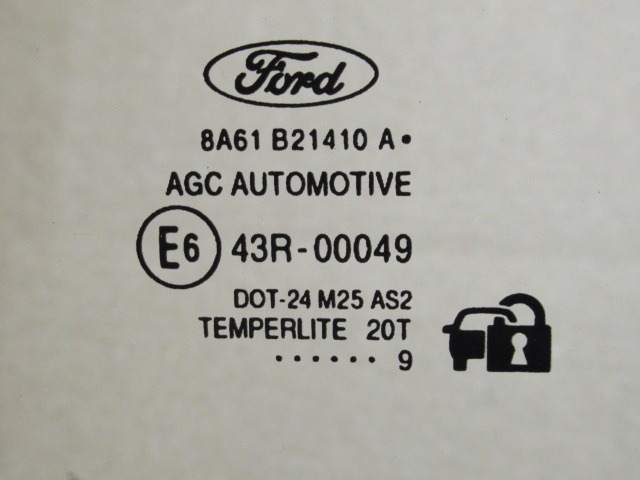 Ford
8A61 B21410 A•
AGC AUTOMOTIVE
E6 43R-00049
DOT-24 M25 AS2
TEMPERLITE 20T
······ 9